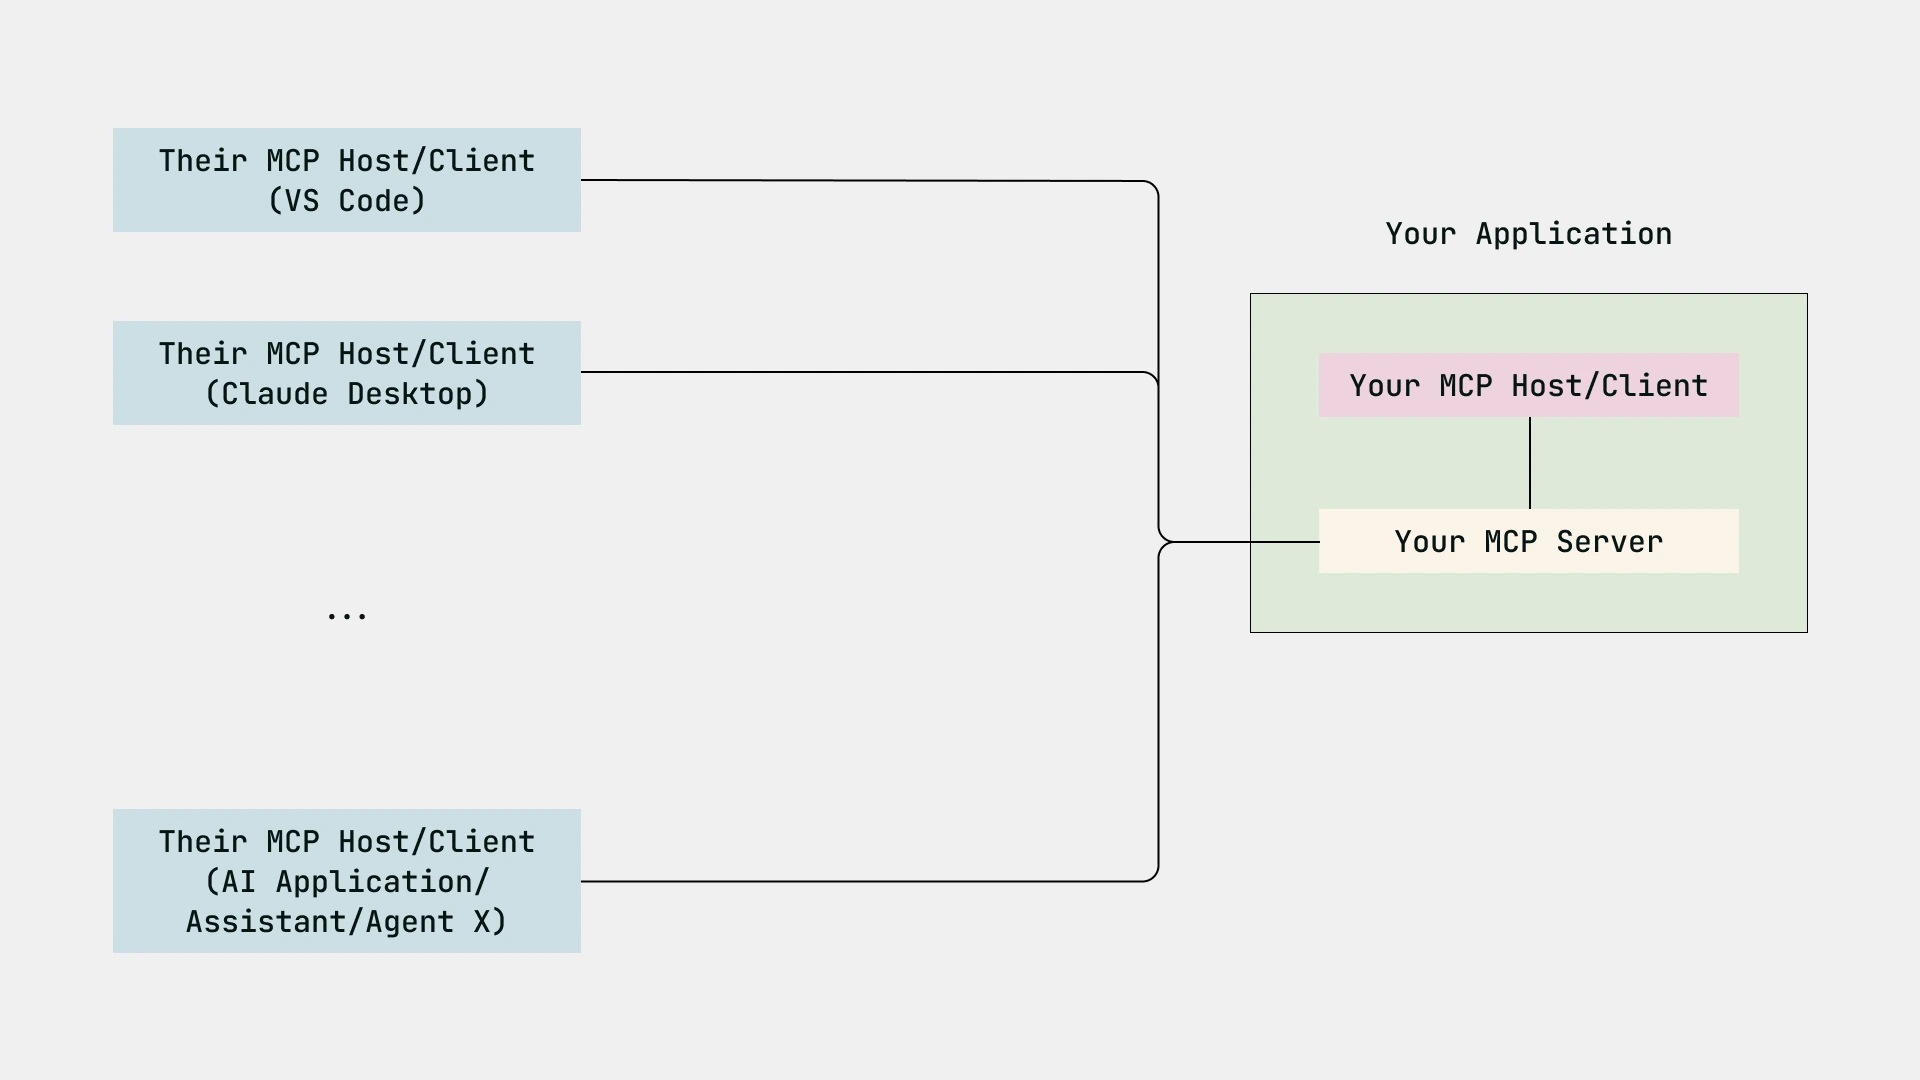 Their MCP Host/Client
(VS Code)
Their MCP Host/Client
(Claude Desktop)
...
Their MCP Host/Client
(AI Application/
Assistant/Agent X)
Your Application
Your MCP Host/Client
Your MCP Server